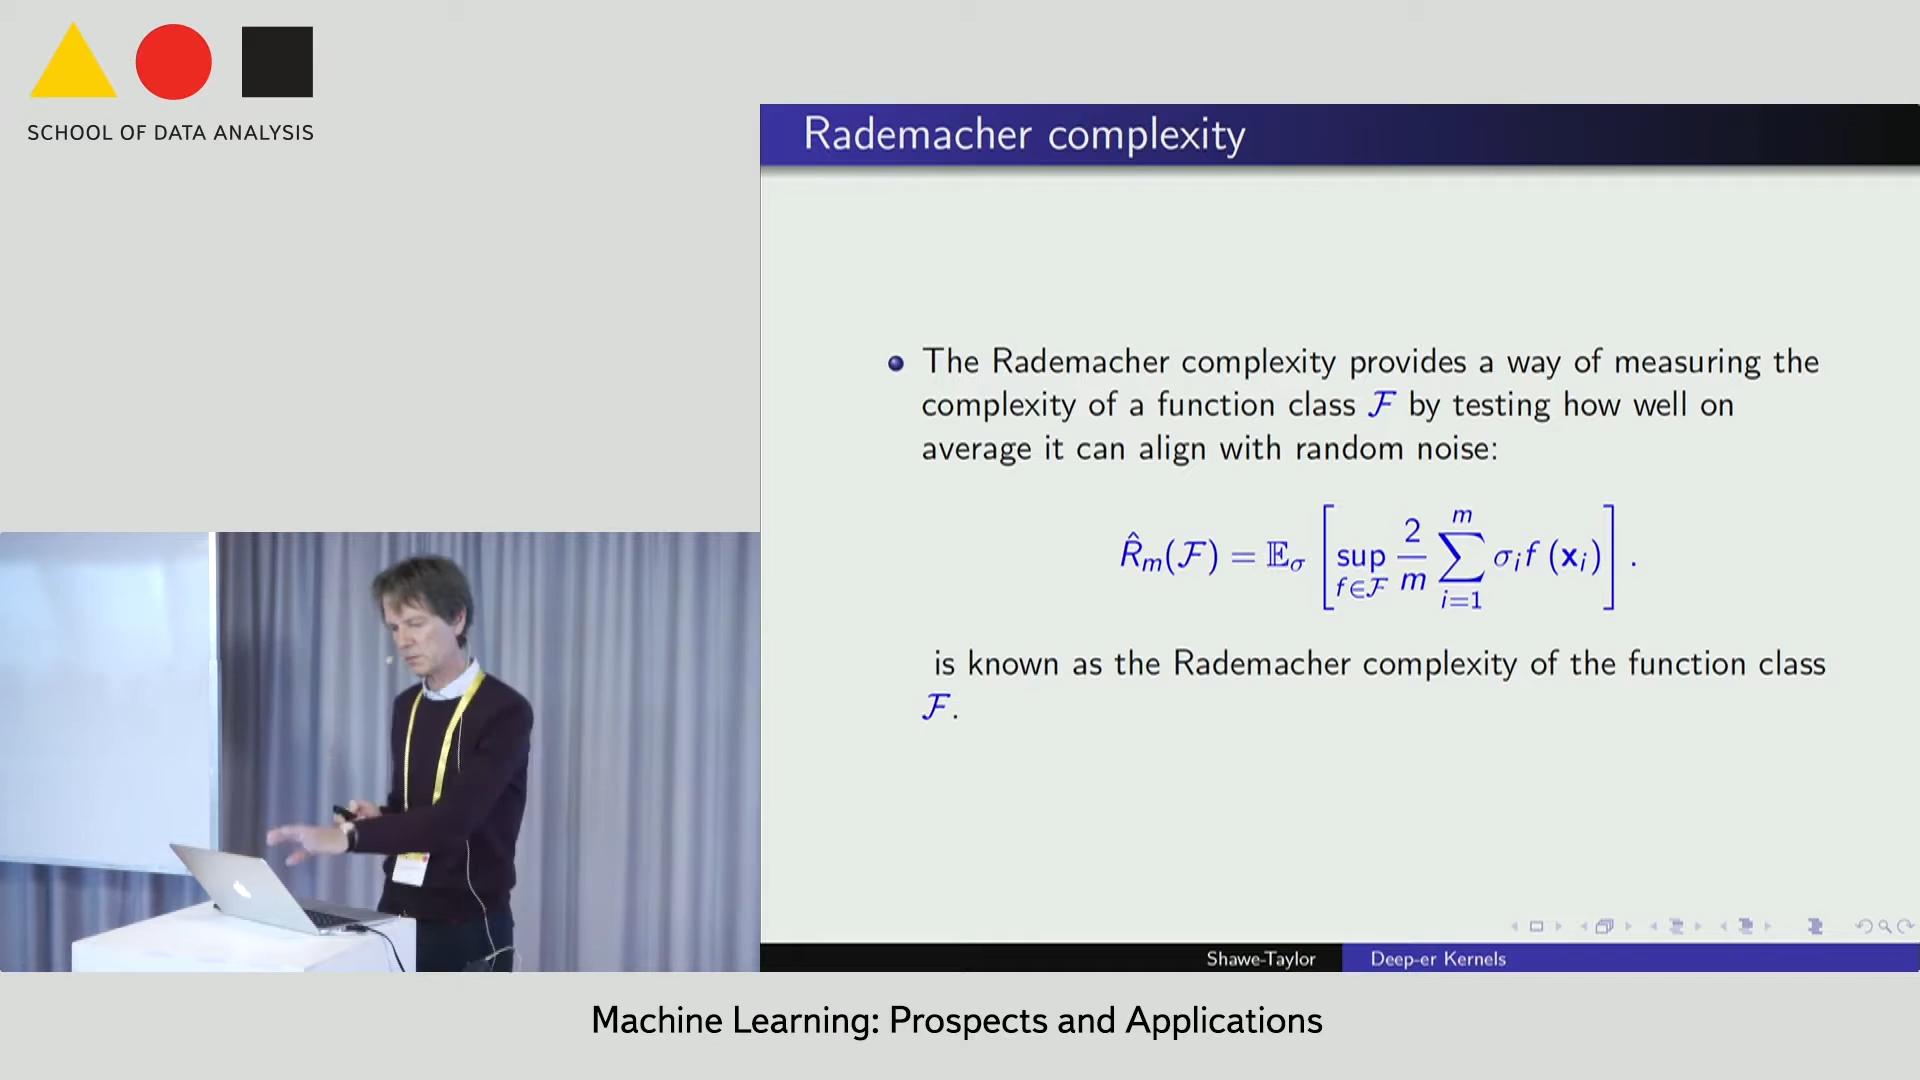 SCHOOL OF DATA ANALYSIS
Rademacher complexity
The Rademacher complexity provides a way of measuring the
complexity of a function class ℱ by testing how well on
average it can align with random noise:
R̂ₘ(ℱ) = 𝔼_σ [ sup_{f∈ℱ} 2/m ∑_{i=1}^{m} σᵢf (𝐱ᵢ) ] .
is known as the Rademacher complexity of the function class
ℱ.
Shawe-Taylor Deep-er Kernels
Machine Learning: Prospects and Applications